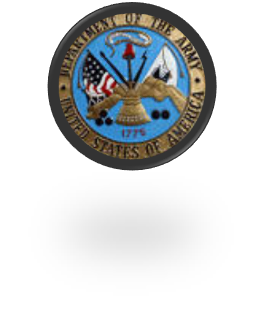 DEPARTMENT OF THE ARMY
UNITED STATES OF AMERICA
1775